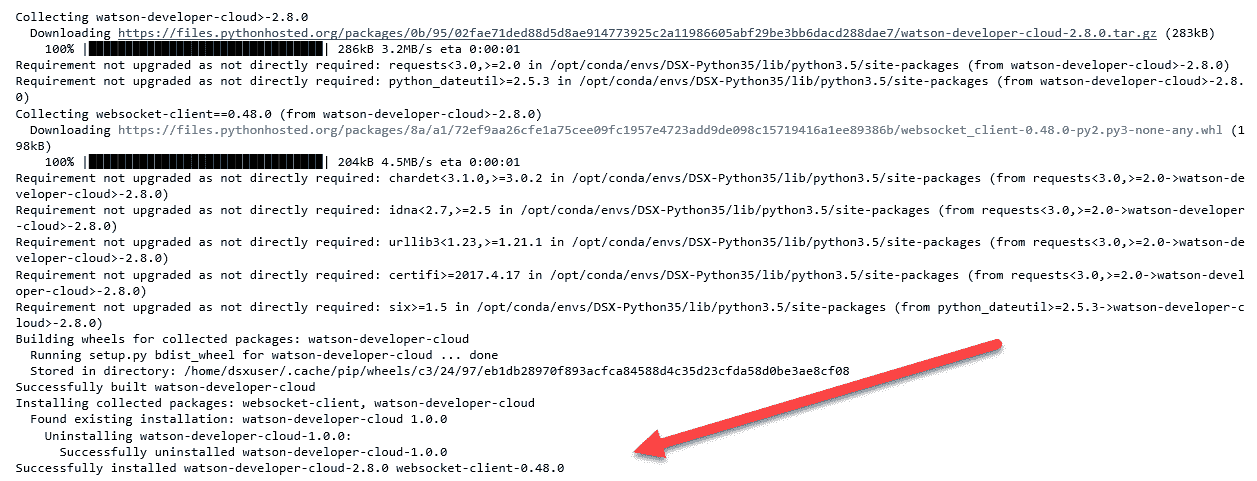 Collecting watson-developer-cloud>-2.8.0
Downloading https://files.pythonhosted.org/packages/0b/95/02fae71ded88d5d8ae914773925c2a11986605abf29be3bb6dacd288dae7/watson-developer-cloud-2.8.0.tar.gz (283kB)
100% |████████████████████████████████| 286kB 3.2MB/s eta 0:00:01
Requirement not upgraded as not directly required: requests<3.0,>=2.0 in /opt/conda/envs/DSX-Python35/lib/python3.5/site-packages (from watson-developer-cloud>-2.8.0)
Requirement not upgraded as not directly required: python_dateutil>=2.5.3 in /opt/conda/envs/DSX-Python35/lib/python3.5/site-packages (from watson-developer-cloud>-2.8.
0)
Collecting websocket-client==0.48.0 (from watson-developer-cloud>-2.8.0)
Downloading https://files.pythonhosted.org/packages/8a/a1/72ef9aa26cfe1a75cee09fc1957e4723add9de098c15719416a1ee89386b/websocket_client-0.48.0-py2.py3-none-any.whl (1
98kB)
100% |████████████████████████████████| 204kB 4.5MB/s eta 0:00:01
Requirement not upgraded as not directly required: chardet<3.1.0,>=3.0.2 in /opt/conda/envs/DSX-Python35/lib/python3.5/site-packages (from requests<3.0,>=2.0->watson-de
veloper-cloud>-2.8.0)
Requirement not upgraded as not directly required: idna<2.7,>=2.5 in /opt/conda/envs/DSX-Python35/lib/python3.5/site-packages (from requests<3.0,>=2.0->watson-developer
-cloud>-2.8.0)
Requirement not upgraded as not directly required: urllib3<1.23,>=1.21.1 in /opt/conda/envs/DSX-Python35/lib/python3.5/site-packages (from requests<3.0,>=2.0->watson-de
veloper-cloud>-2.8.0)
Requirement not upgraded as not directly required: certifi>=2017.4.17 in /opt/conda/envs/DSX-Python35/lib/python3.5/site-packages (from requests<3.0,>=2.0->watson-devel
oper-cloud>-2.8.0)
Requirement not upgraded as not directly required: six>=1.5 in /opt/conda/envs/DSX-Python35/lib/python3.5/site-packages (from python_dateutil>=2.5.3->watson-developer-c
loud>-2.8.0)
Building wheels for collected packages: watson-developer-cloud
Running setup.py bdist_wheel for watson-developer-cloud ... done
Stored in directory: /home/dsxuser/.cache/pip/wheels/c3/24/97/eb1db28970f893acfca84588d4c35d23cfda58d0be3ae8cf08
Successfully built watson-developer-cloud
Installing collected packages: websocket-client, watson-developer-cloud
Found existing installation: watson-developer-cloud 1.0.0
Uninstalling watson-developer-cloud-1.0.0:
Successfully uninstalled watson-developer-cloud-1.0.0
Successfully installed watson-developer-cloud-2.8.0 websocket-client-0.48.0